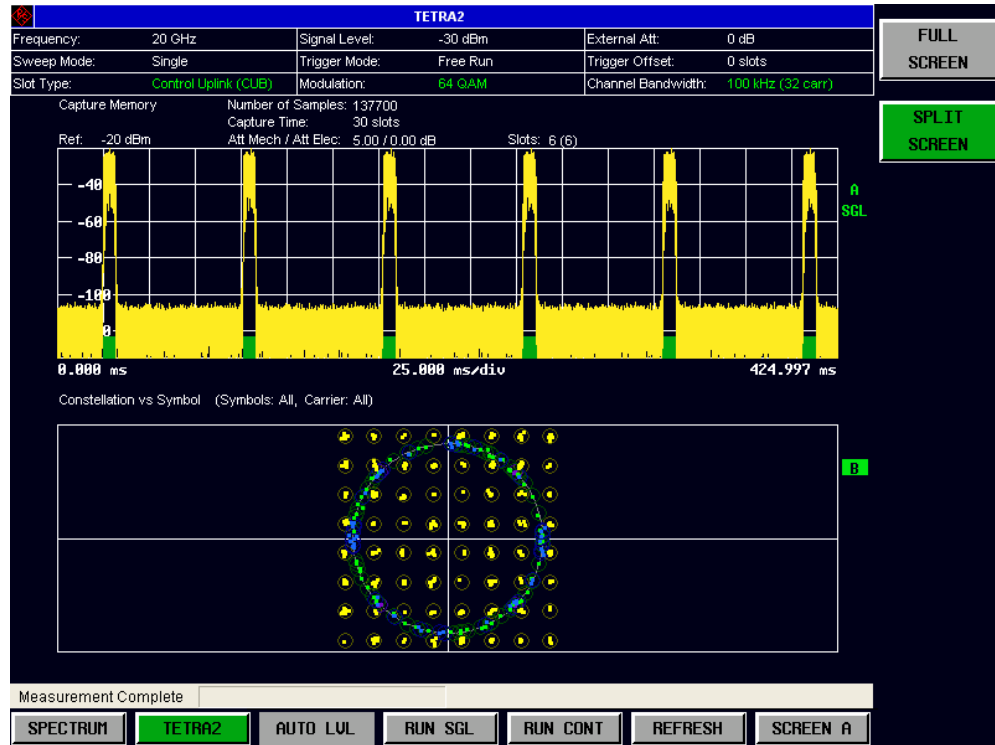 TETRA2
Frequency: 20 GHz Signal Level: -30 dBm External Att: 0 dB
Sweep Mode: Single Trigger Mode: Free Run Trigger Offset: 0 slots
Slot Type: Control Uplink (CUB) Modulation: 64 QAM Channel Bandwidth: 100 kHz (32 carr)
FULL
SCREEN
SPLIT
SCREEN
Capture Memory Number of Samples: 137700
Capture Time: 30 slots
Ref: -20 dBm Att Mech / Att Elec: 5.00 / 0.00 dB Slots: 6 (6)
-40
-60
-80
-100
0
A
SGL
0.000 ms 25.000 ms/div 424.997 ms
Constellation vs Symbol (Symbols: All, Carrier: All)
B
Measurement Complete
SPECTRUM TETRA2 AUTO LVL RUN SGL RUN CONT REFRESH SCREEN A